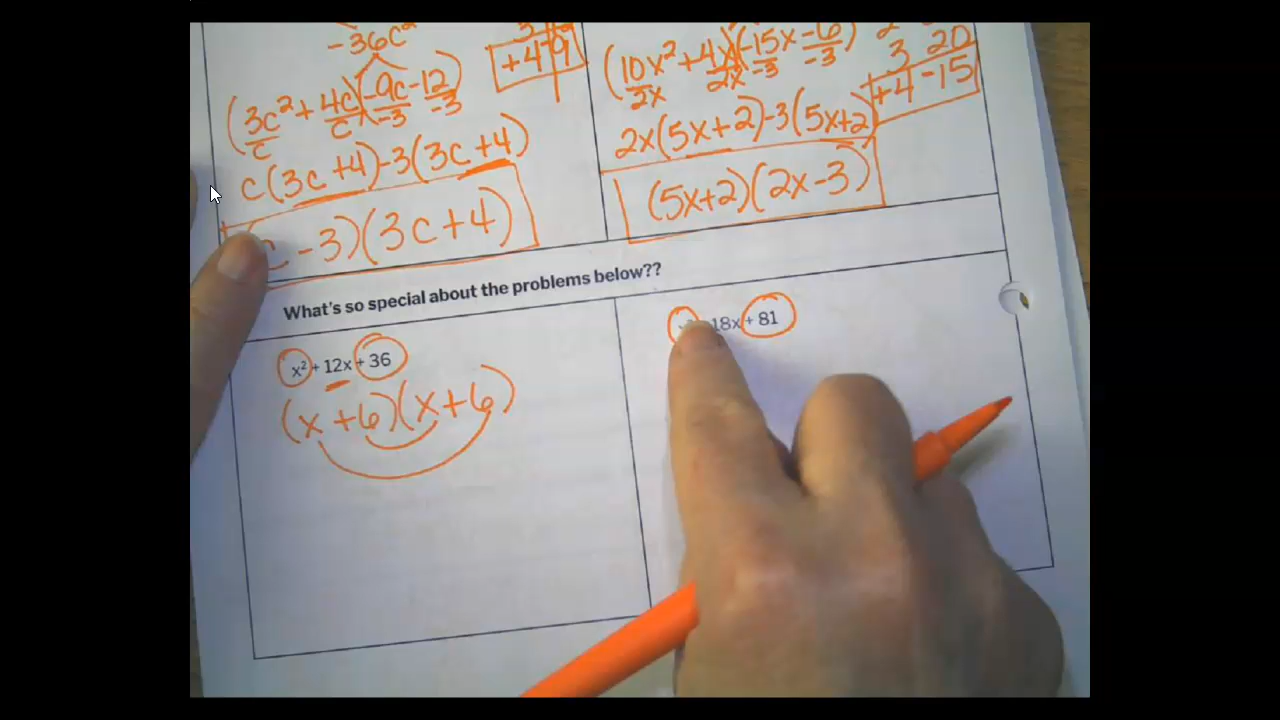 -36c²
+4 -9
(3c²/c + 4c/c)(-9c/-3 - 12/-3)
c(3c+4)-3(3c+4)
-3)(3c+4)
3 20
+4 -15
(10x²/2x + 4x/2x)(-15x/-3 - 6/-3)
2x(5x+2)-3(5x+2)
(5x+2)(2x-3)
What's so special about the problems below??
x² + 12x + 36
(x+6)(x+6)
18x + 81